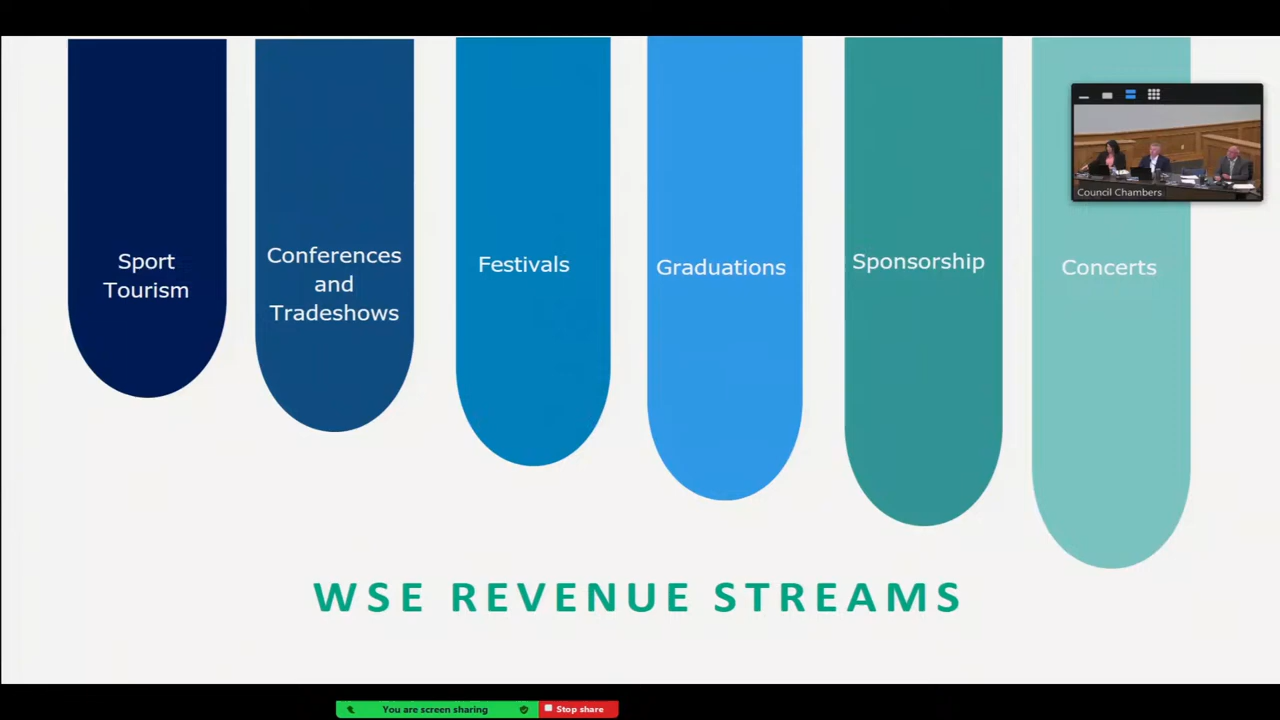 Sport
Tourism
Conferences
and
Tradeshows
Festivals
Graduations
Sponsorship
Concerts
Council Chambers
WSE REVENUE STREAMS
You are screen sharing
Stop share